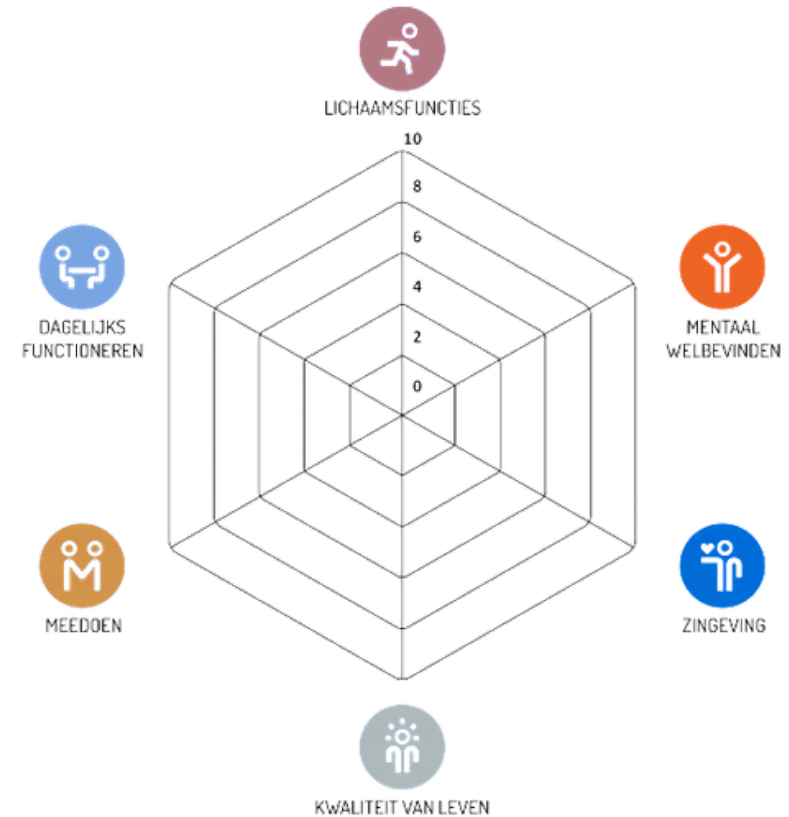 LICHAAMSFUNCTIES
10
8
6
4
2
0
DAGELIJKS
FUNCTIONEREN
MENTAAL
WELBEVINDEN
MEEDOEN
ZINGEVING
KWALITEIT VAN LEVEN